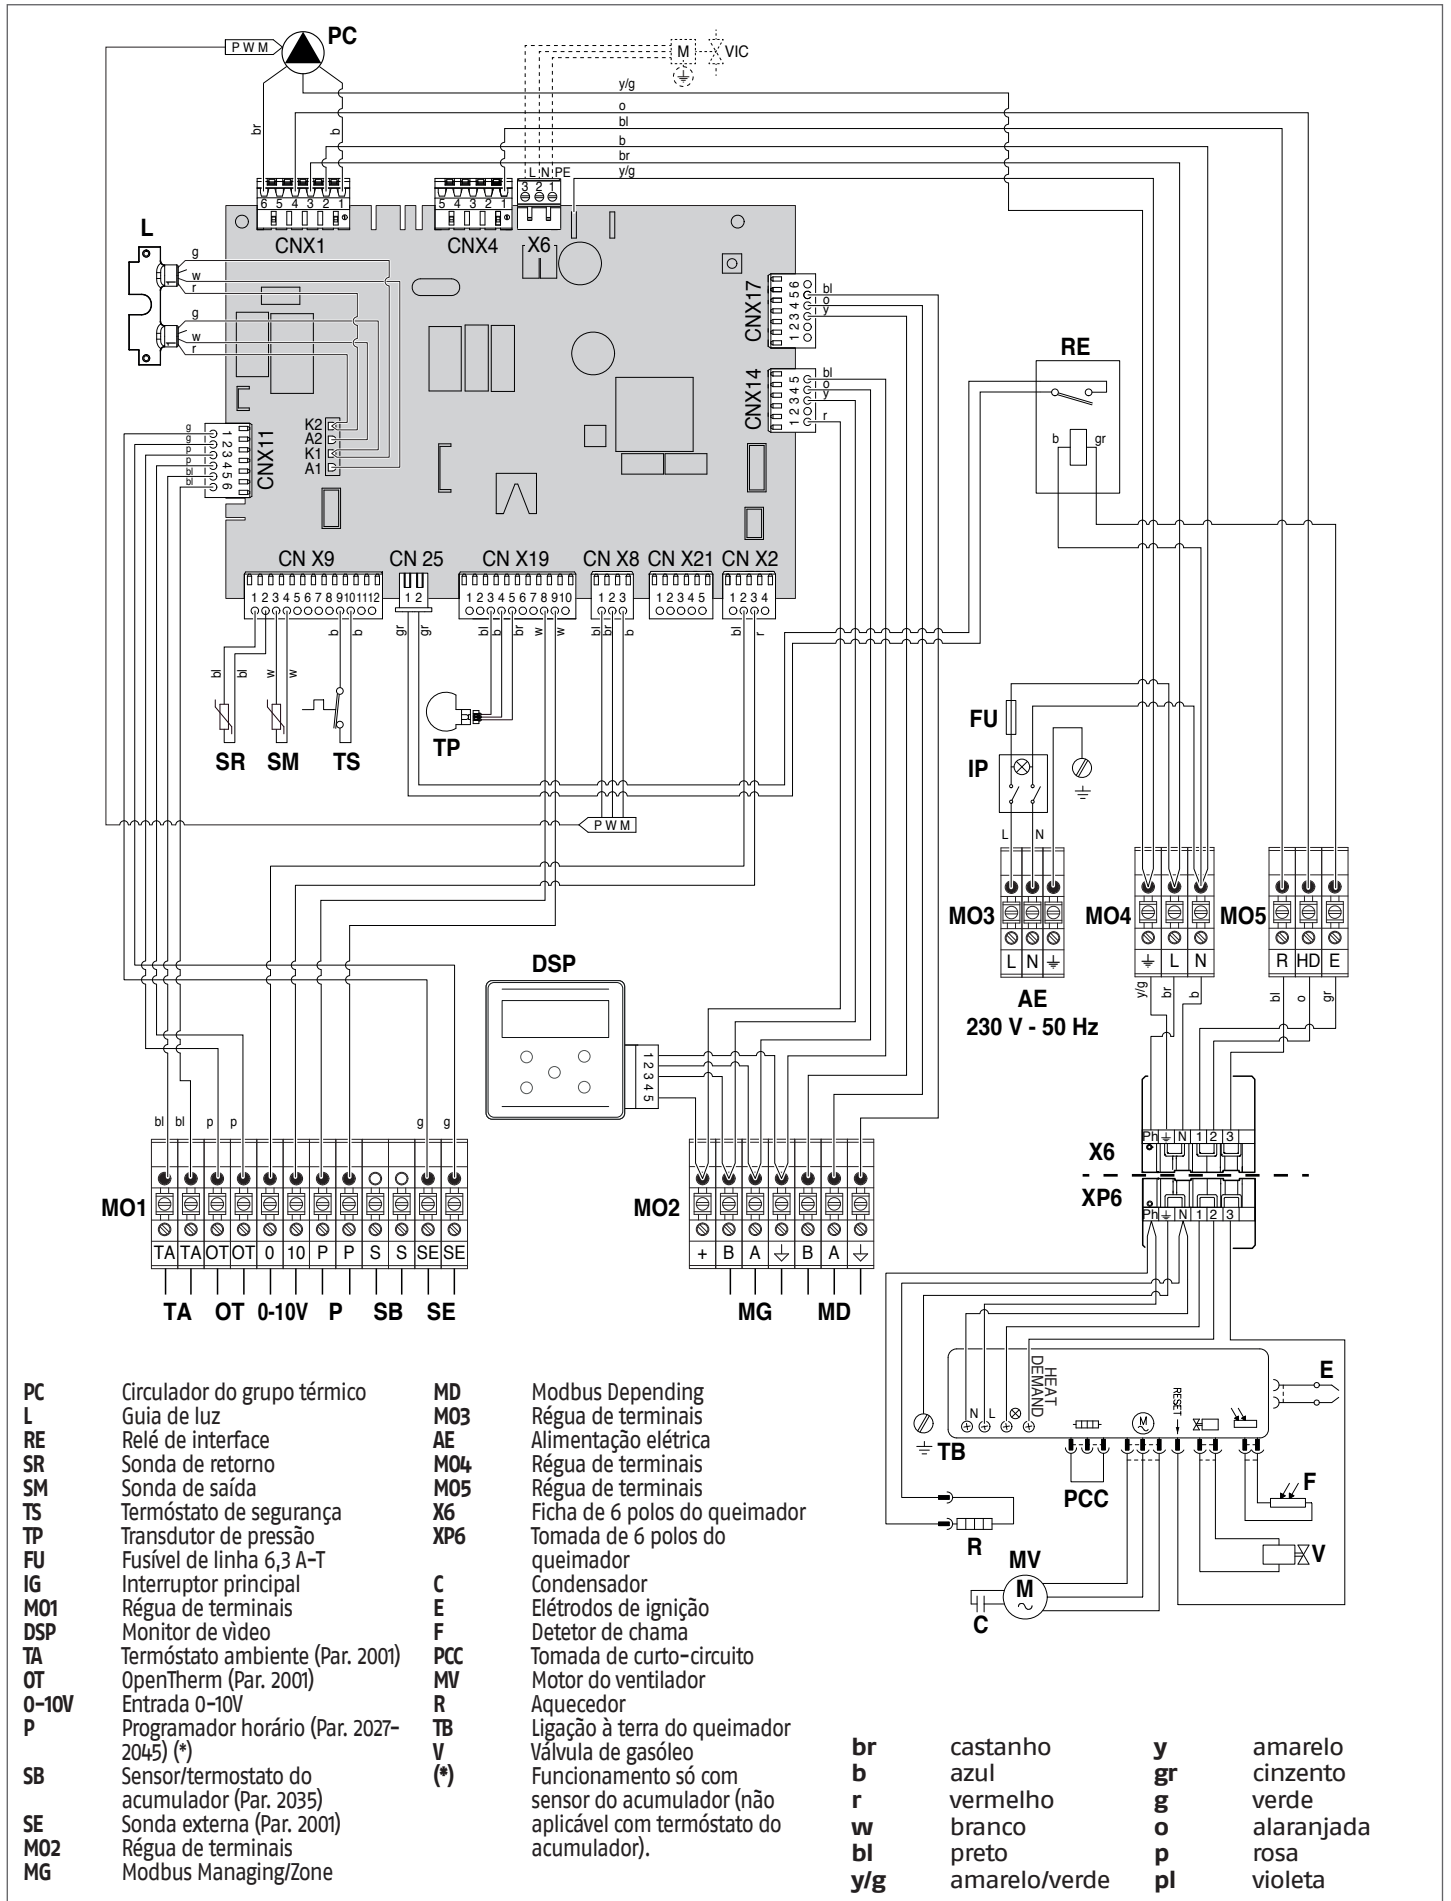 PC
P W M
M
VIC
y/g
o
bl
b
br
y/g
br
b
L N PE
6 5 4 3 2 1
5 4 3 2 1
3 2 1
CNX1
CNX4
X6
L
g
w
r
g
w
r
CNX17
1 2 3 4 5 6
bl
o
y
CNX14
1 2 3 4 5
bl
o
y
r
RE
b
gr
K2
A2
K1
A1
g
g
p
p
bl
bl
1 2 3 4 5 6
CNX11
CN X9
CN 25
CN X19
CN X8
CN X21
CN X2
1 2 3 4 5 6 7 8 9 10 11 12
1 2
1 2 3 4 5 6 7 8 9 10
1 2 3
1 2 3 4 5
1 2 3 4
b
b
gr
gr
bl
b
br
w
w
bl
br
b
bl
r
bl
bl
w
w
SR
SM
TS
TP
FU
IP
P W M
L
N
MO3
MO4
MO5
L N
L N
R HD E
AE
230 V - 50 Hz
y/g
br
b
bl
o
gr
DSP
1
2
3
4
5
X6
Ph N 1 2 3
XP6
Ph N 1 2 3
bl
bl
p
p
g
g
MO1
TA TA OT OT 0 10 P P S S SE SE
TA OT 0-10V P SB SE
MO2
+ B A B A
MG MD
HEAT
DEMAND
RESET
N L
M
TB
E
PCC
F
R
MV
M
V
C
PC Circulador do grupo térmico
L Guia de luz
RE Relé de interface
SR Sonda de retorno
SM Sonda de saída
TS Termóstato de segurança
TP Transdutor de pressão
FU Fusível de linha 6,3 A-T
IG Interruptor principal
MO1 Régua de terminais
DSP Monitor de vìdeo
TA Termóstato ambiente (Par. 2001)
OT OpenTherm (Par. 2001)
0-10V Entrada 0-10V
P Programador horário (Par. 2027-
2045) (*)
SB Sensor/termostato do
acumulador (Par. 2035)
SE Sonda externa (Par. 2001)
MO2 Régua de terminais
MG Modbus Managing/Zone
MD Modbus Depending
MO3 Régua de terminais
AE Alimentação elétrica
MO4 Régua de terminais
MO5 Régua de terminais
X6 Ficha de 6 polos do queimador
XP6 Tomada de 6 polos do
queimador
C Condensador
E Elétrodos de ignição
F Detetor de chama
PCC Tomada de curto-circuito
MV Motor do ventilador
R Aquecedor
TB Ligação à terra do queimador
V Válvula de gasóleo
(*) Funcionamento só com
sensor do acumulador (não
aplicável com termóstato do
acumulador).
br castanho
b azul
r vermelho
w branco
bl preto
y/g amarelo/verde
y amarelo
gr cinzento
g verde
o alaranjada
p rosa
pl violeta